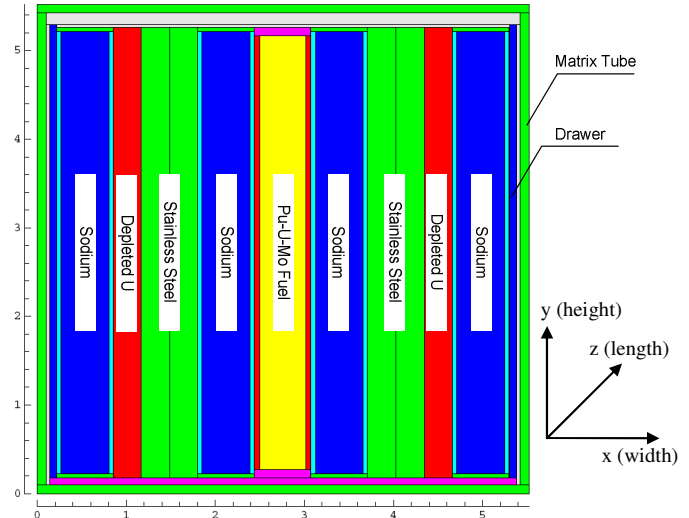 5
4
3
2
1
0
Matrix Tube
Drawer
Sodium
Depleted U
Stainless Steel
Sodium
Pu-U-Mo Fuel
Sodium
Stainless Steel
Depleted U
Sodium
y (height)
z (length)
x (width)
0 1 2 3 4 5